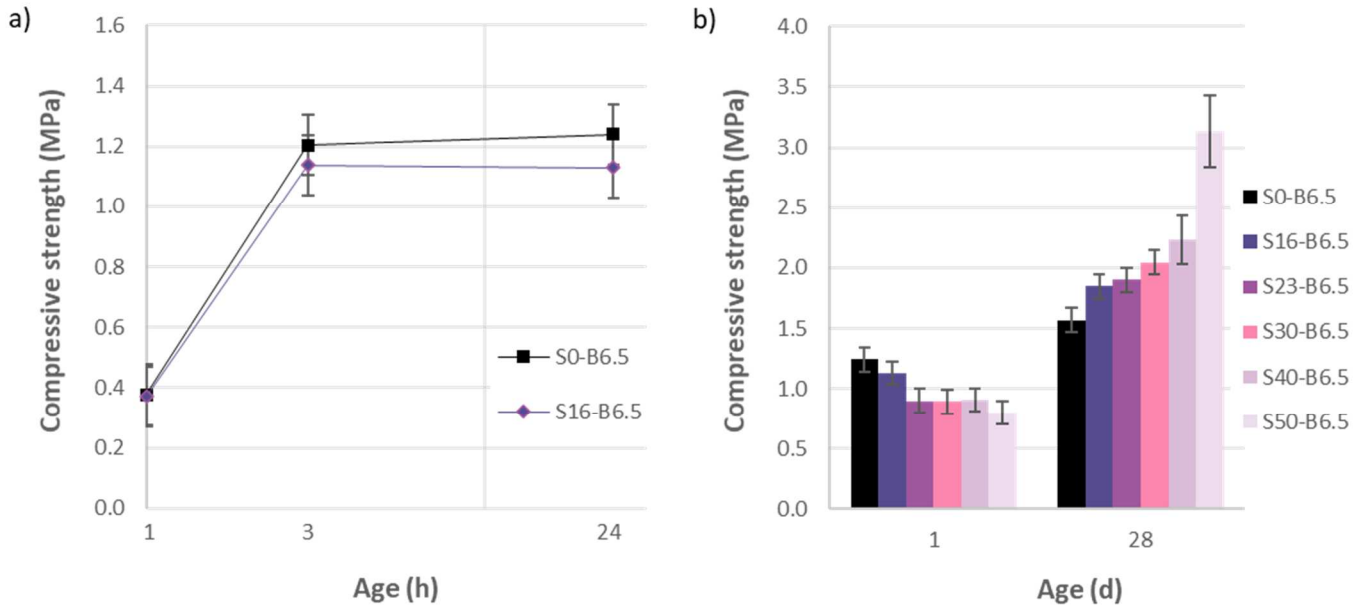 a)
Compressive strength (MPa)
1.6
1.4
1.2
1.0
0.8
0.6
0.4
0.2
0.0
1
3
24
Age (h)
S0-B6.5
S16-B6.5
b)
Compressive strength (MPa)
4.0
3.5
3.0
2.5
2.0
1.5
1.0
0.5
0.0
1
28
Age (d)
S0-B6.5
S16-B6.5
S23-B6.5
S30-B6.5
S40-B6.5
S50-B6.5